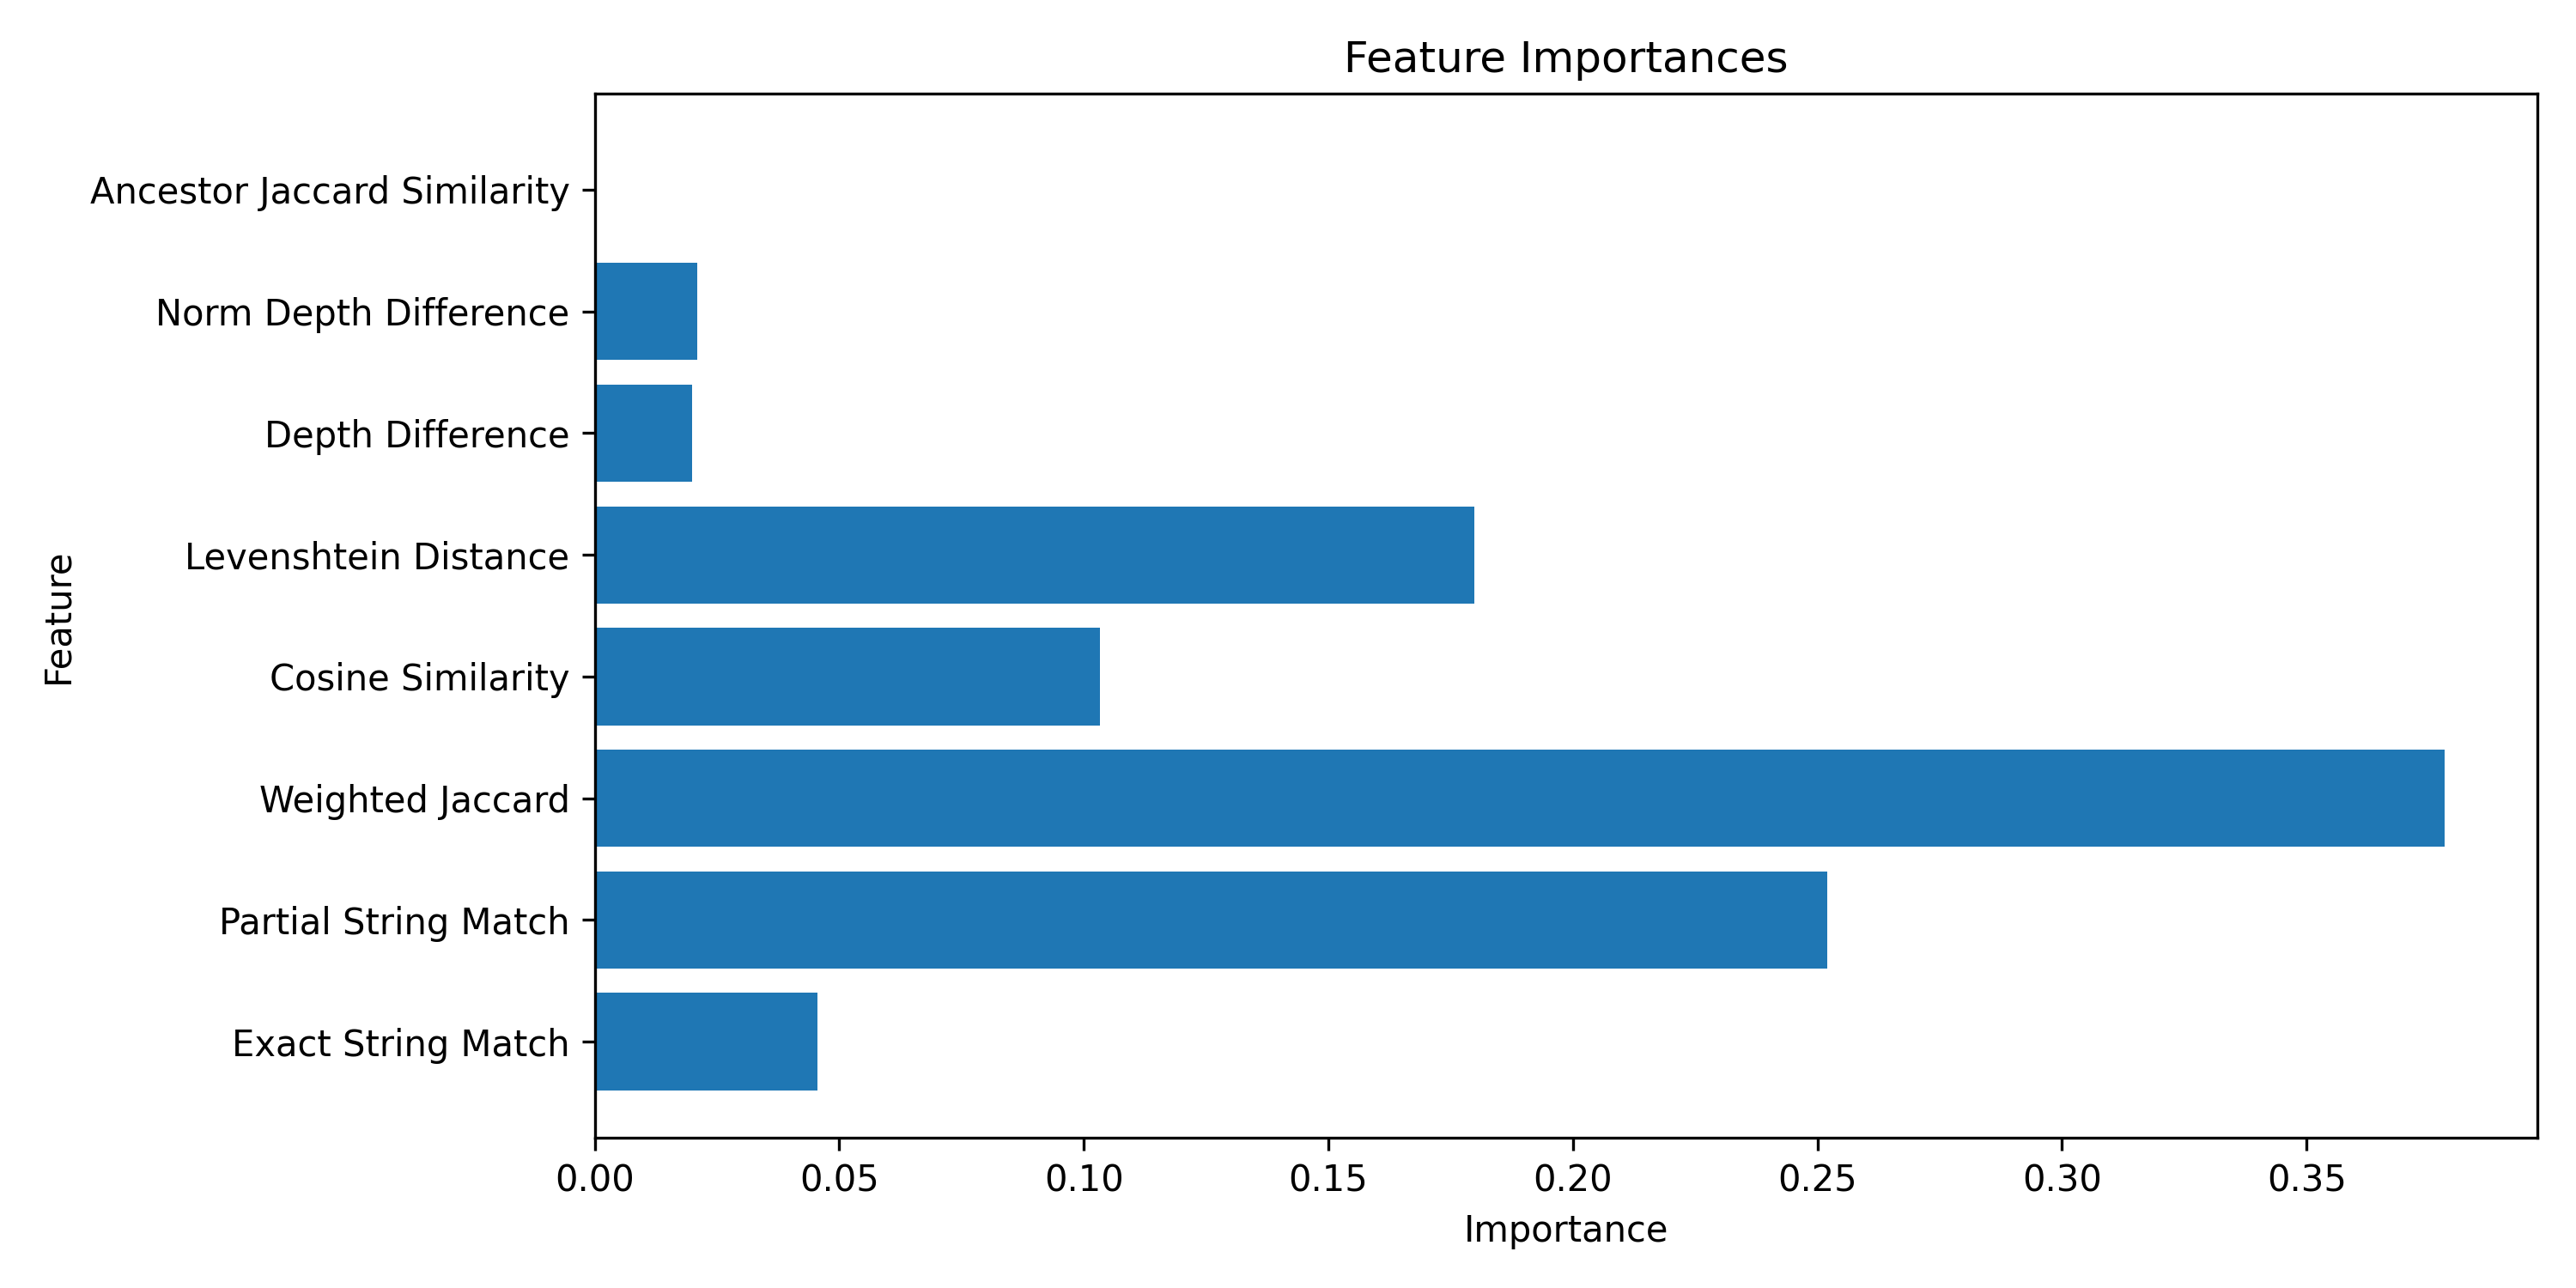 Feature Importances
Ancestor Jaccard Similarity
Norm Depth Difference
Depth Difference
Levenshtein Distance
Cosine Similarity
Weighted Jaccard
Partial String Match
Exact String Match
Feature
0.00 0.05 0.10 0.15 0.20 0.25 0.30 0.35
Importance